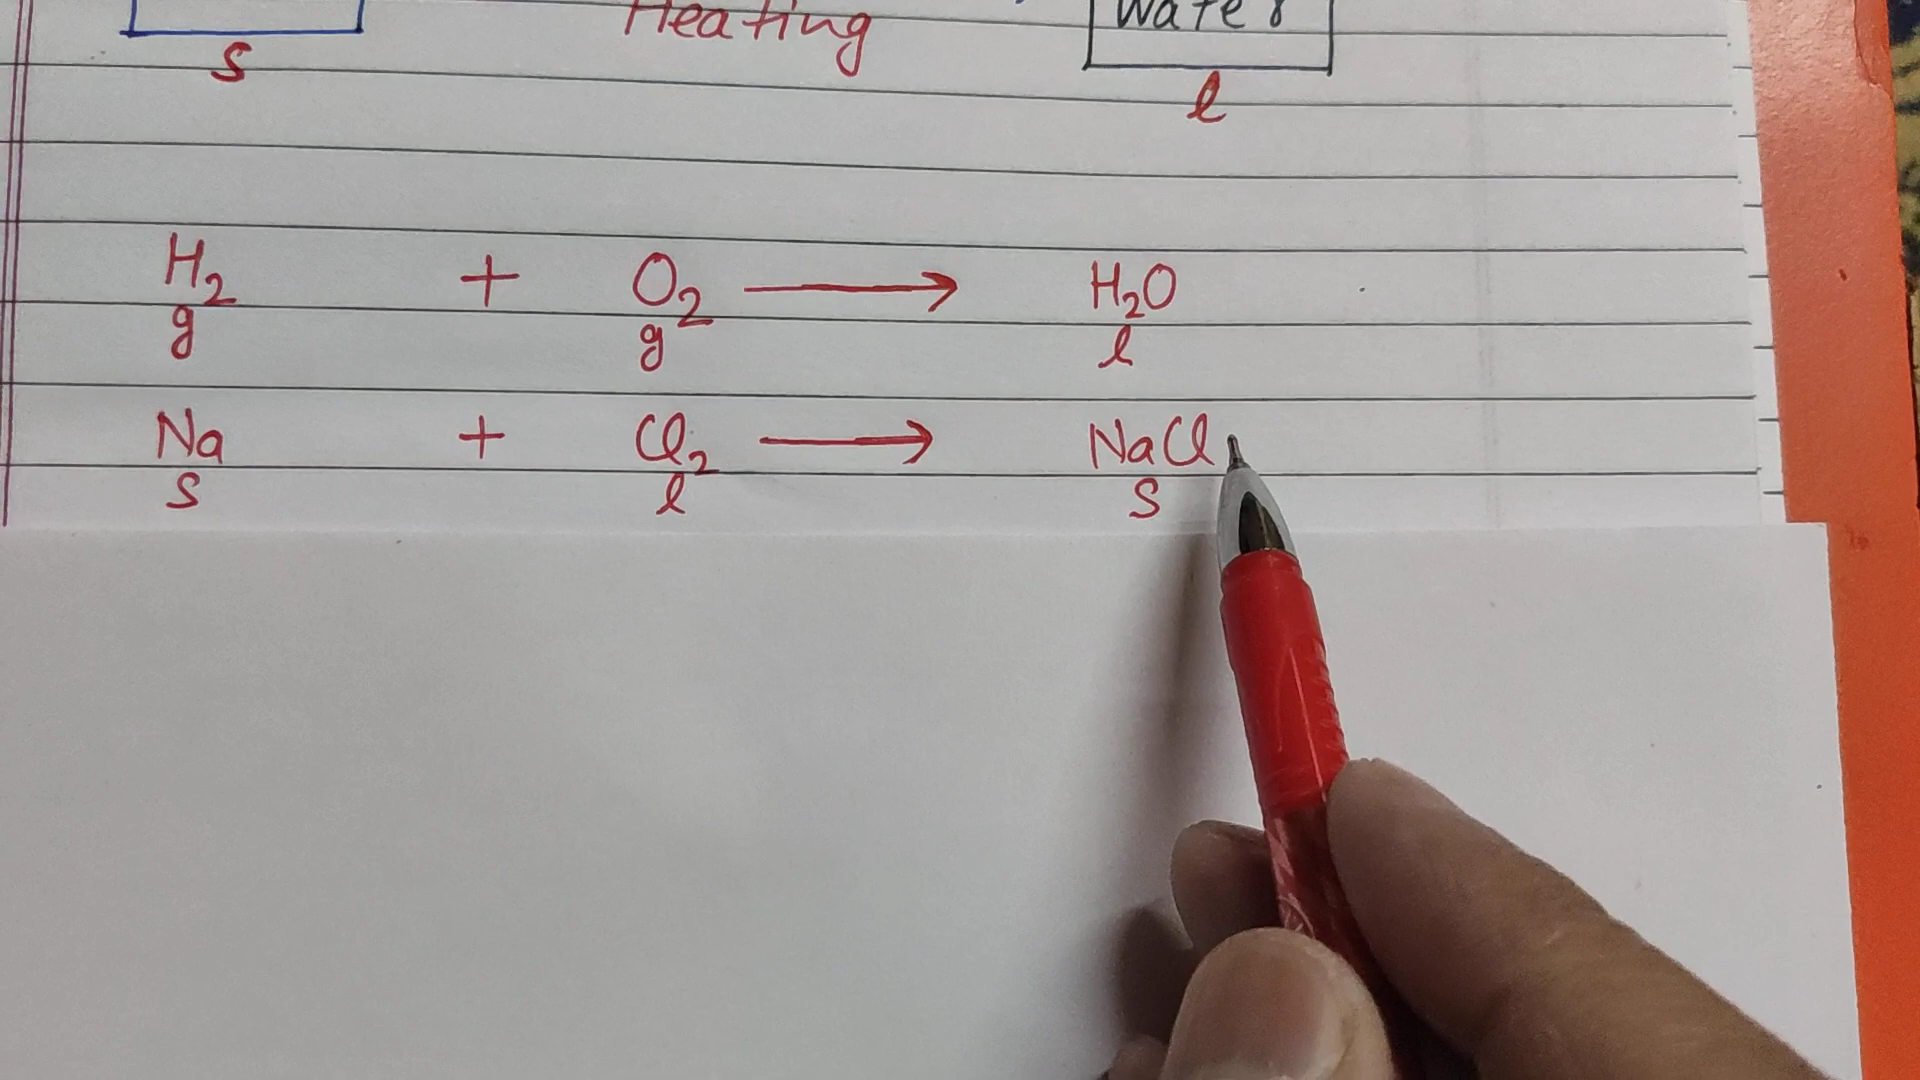 Heating Water
s l
H₂ + O₂ → H₂O
g g l
Na + Cl₂ → NaCl
s l s